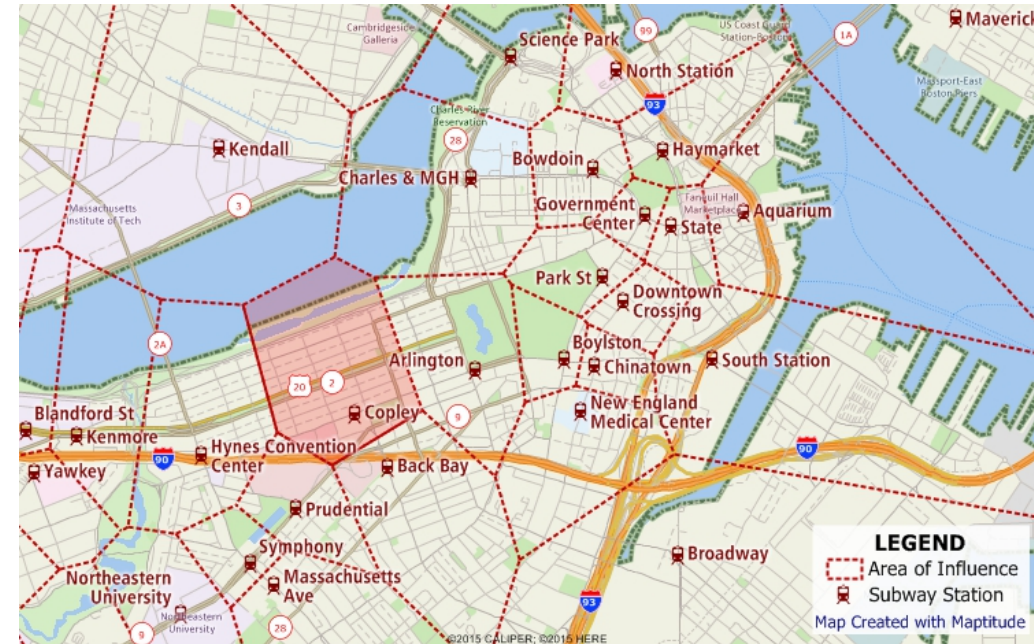 Cambridgeside
Galleria
99
US Coast Guard
Station-Boston
1A
Maverick
Science Park
North Station
Massport-East
Boston Piers
93
Charles River
Reservation
28
Kendall
Bowdoin
Haymarket
Charles & MGH
3
Massachusetts
Institute of Tech
Government
Center
Faneuil Hall
Marketplace
Aquarium
State
Park St
Downtown
Crossing
2A
Boylston
Arlington
Chinatown
South Station
20
2
Copley
9
New England
Medical Center
Blandford St
Kenmore
Hynes Convention
Center
90
90
Yawkey
Back Bay
Prudential
Symphony
Massachusetts
Ave
Northeastern
University
Northeastern
University
9
28
93
Broadway
LEGEND
Area of Influence
Subway Station
Map Created with Maptitude
©2015 CALIPER; ©2015 HERE